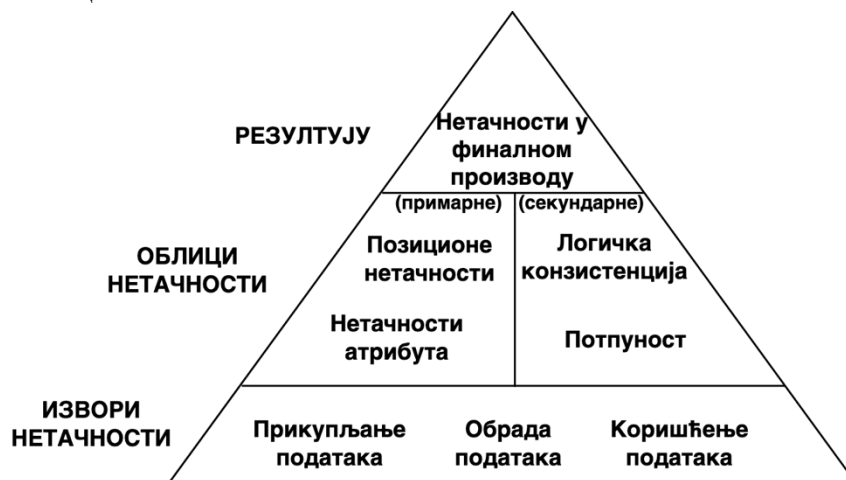 РЕЗУЛТУЈУ
Нетачности у
финалном
производу
(примарне)
(секундарне)
ОБЛИЦИ
НЕТАЧНОСТИ
Позиционе
нетачности
Логичка
конзистенција
Нетачности
атрибута
Потпуност
ИЗВОРИ
НЕТАЧНОСТИ
Прикупљање
података
Обрада
података
Коришћење
података